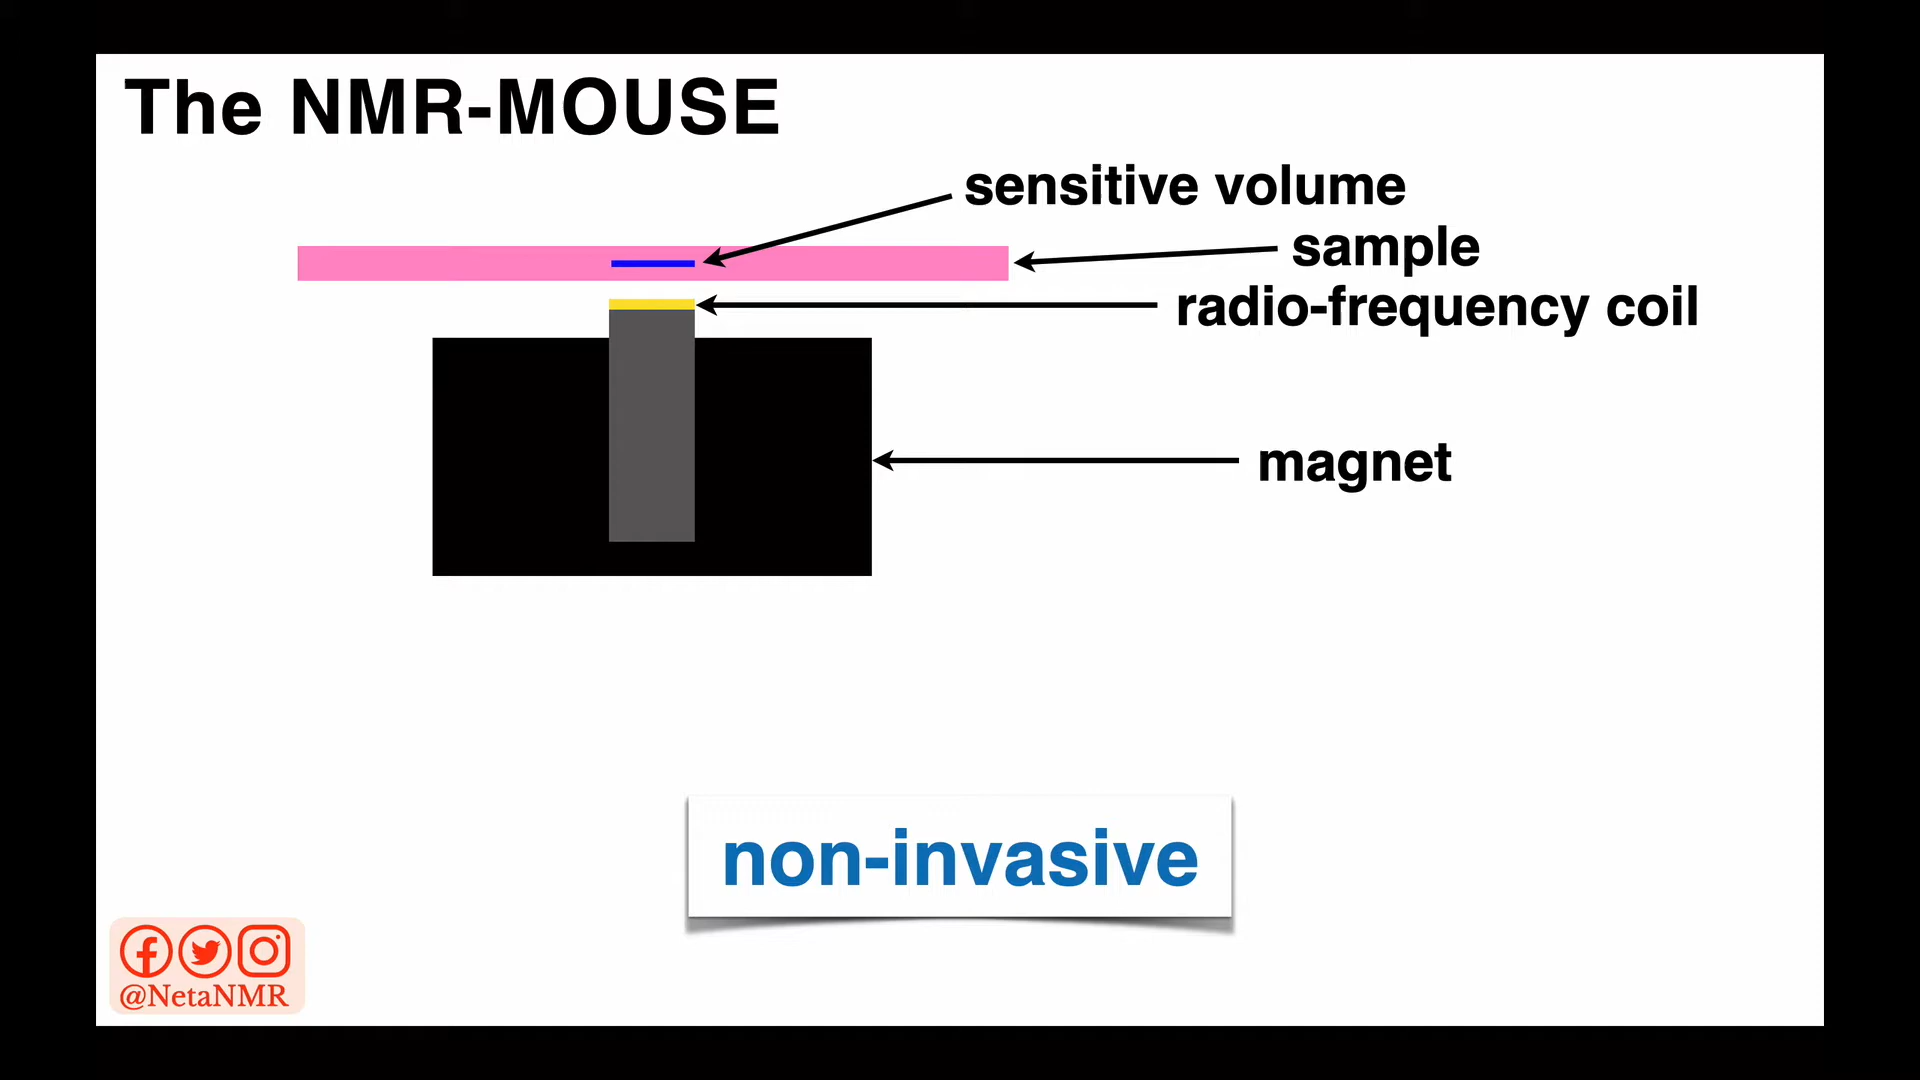 The NMR-MOUSE
sensitive volume
sample
radio-frequency coil
magnet
non-invasive
@NetaNMR